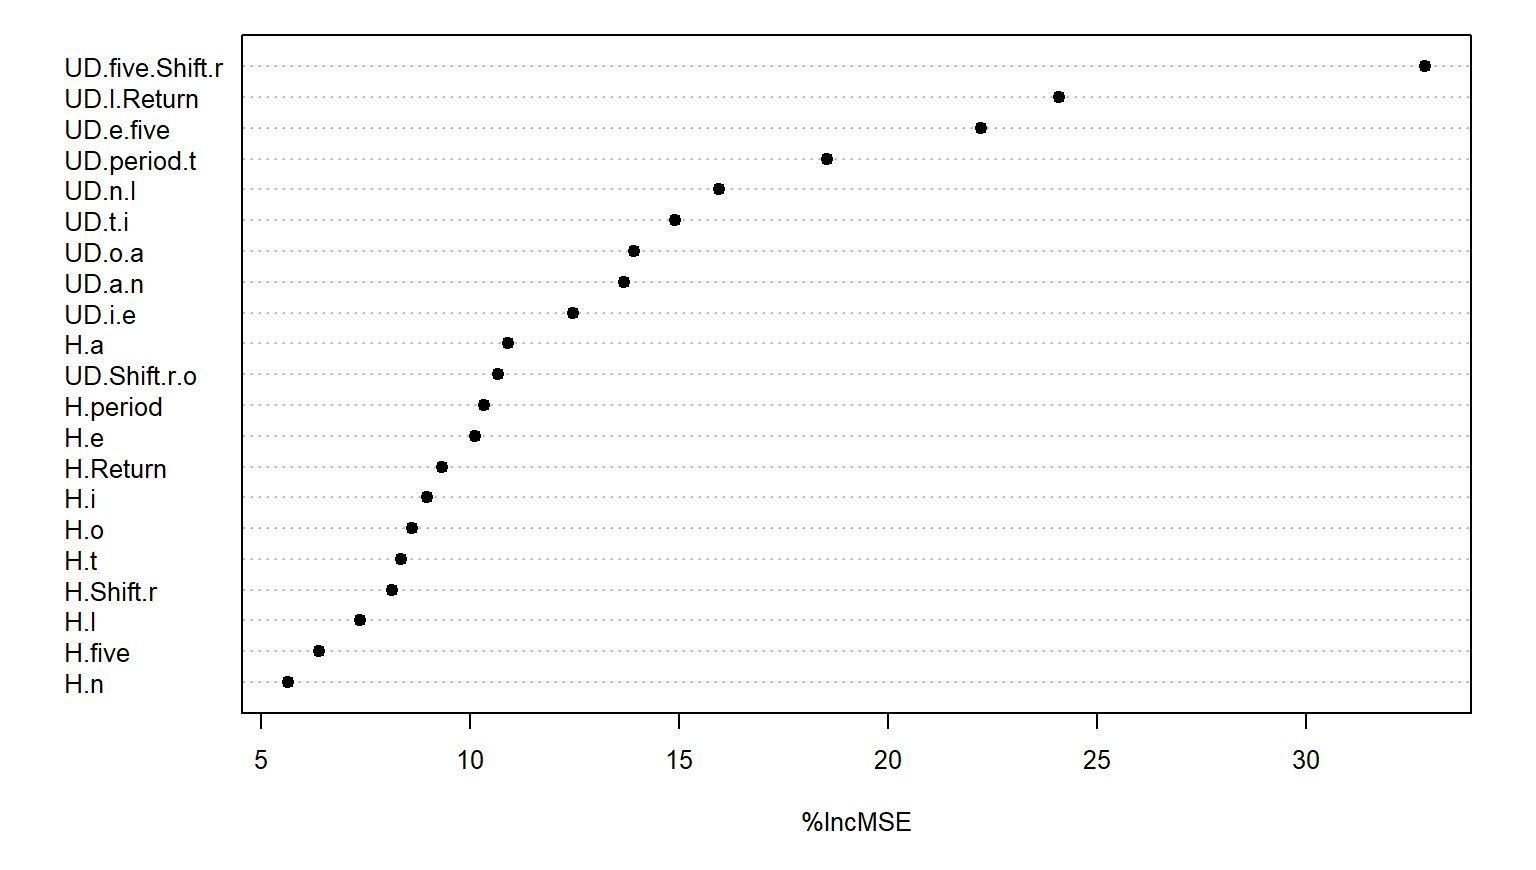 UD.five.Shift.r
UD.l.Return
UD.e.five
UD.period.t
UD.n.l
UD.t.i
UD.o.a
UD.a.n
UD.i.e
H.a
UD.Shift.r.o
H.period
H.e
H.Return
H.i
H.o
H.t
H.Shift.r
H.l
H.five
H.n
5 10 15 20 25 30
%IncMSE